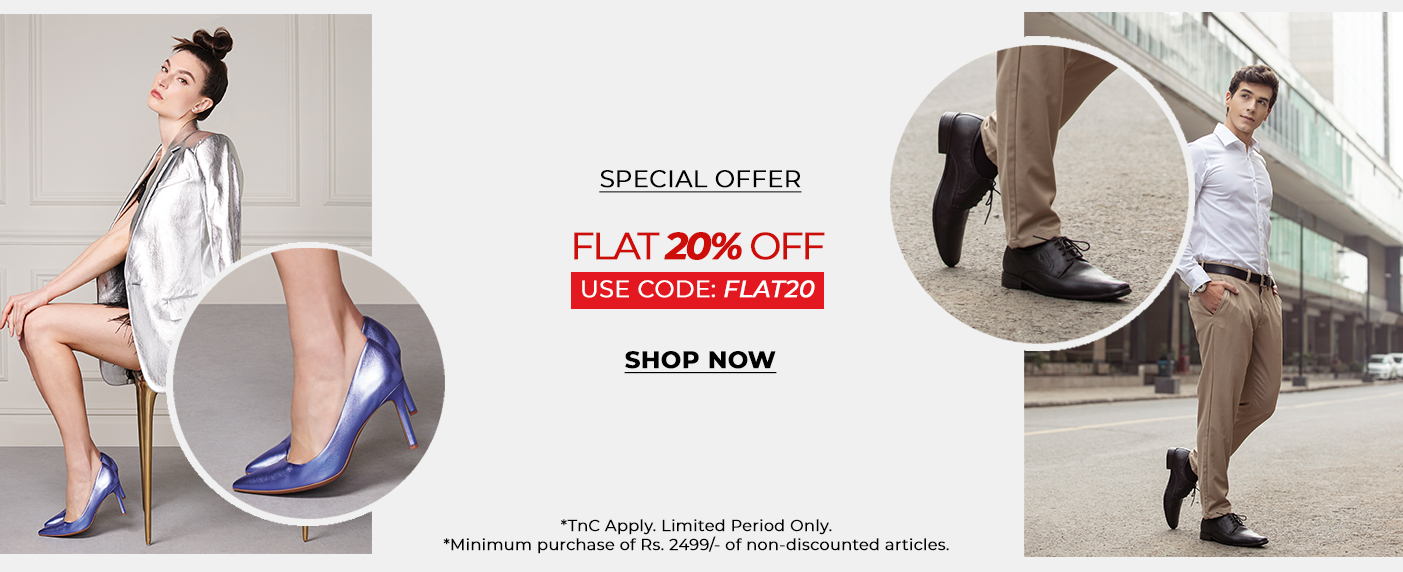 SPECIAL OFFER
FLAT 20% OFF
USE CODE: FLAT20
SHOP NOW
*TnC Apply. Limited Period Only.
*Minimum purchase of Rs. 2499/- of non-discounted articles.